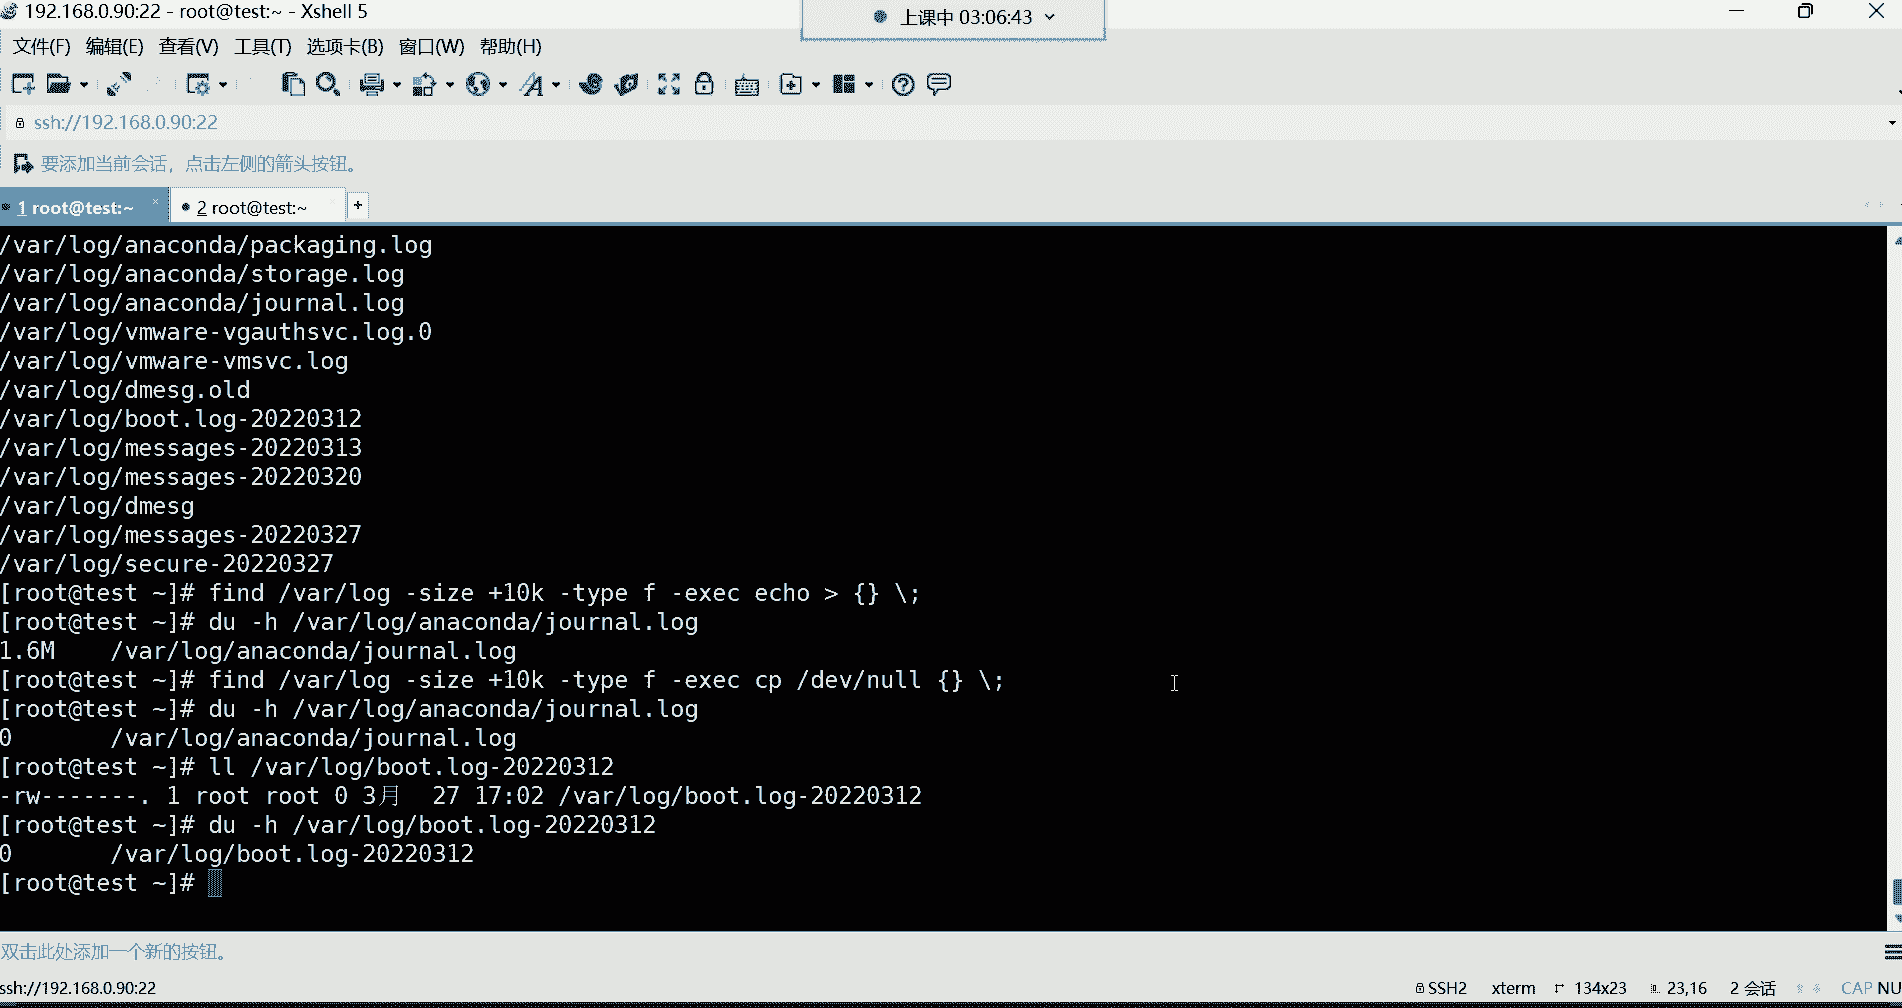 192.168.0.90:22 - root@test:~ - Xshell 5
上课中 03:06:43
文件(F) 编辑(E) 查看(V) 工具(T) 选项卡(B) 窗口(W) 帮助(H)
ssh://192.168.0.90:22
要添加当前会话，点击左侧的箭头按钮。
1 root@test:~ × 2 root@test:~ +
/var/log/anaconda/packaging.log
/var/log/anaconda/storage.log
/var/log/anaconda/journal.log
/var/log/vmware-vgauthsvc.log.0
/var/log/vmware-vmsvc.log
/var/log/dmesg.old
/var/log/boot.log-20220312
/var/log/messages-20220313
/var/log/messages-20220320
/var/log/dmesg
/var/log/messages-20220327
/var/log/secure-20220327
[root@test ~]# find /var/log -size +10k -type f -exec echo > {} \;
[root@test ~]# du -h /var/log/anaconda/journal.log
1.6M    /var/log/anaconda/journal.log
[root@test ~]# find /var/log -size +10k -type f -exec cp /dev/null {} \;
[root@test ~]# du -h /var/log/anaconda/journal.log
0       /var/log/anaconda/journal.log
[root@test ~]# ll /var/log/boot.log-20220312
-rw-------. 1 root root 0 3月  27 17:02 /var/log/boot.log-20220312
[root@test ~]# du -h /var/log/boot.log-20220312
0       /var/log/boot.log-20220312
[root@test ~]#
双击此处添加一个新的按钮。
ssh://192.168.0.90:22 SSH2 xterm 134x23 23,16 2 会话 CAP NU